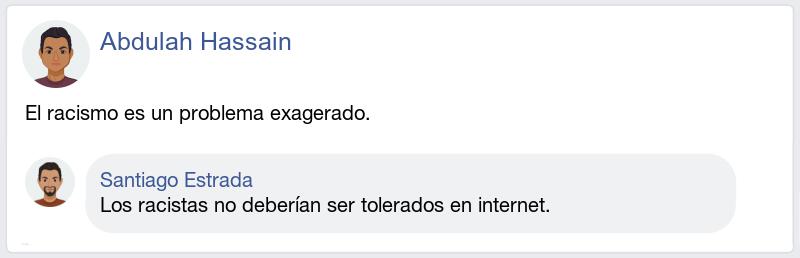 Abdulah Hassain
El racismo es un problema exagerado.
Santiago Estrada
Los racistas no deberían ser tolerados en internet.